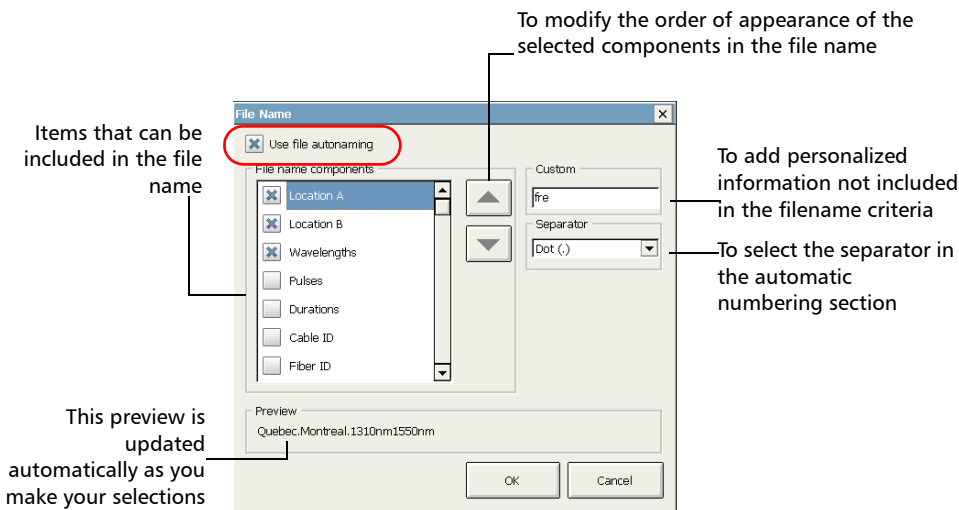 To modify the order of appearance of the
selected components in the file name
Items that can be
included in the file
name
File Name
Use file autonaming
File name components
Location A
Location B
Wavelengths
Pulses
Durations
Cable ID
Fiber ID
Custom
fre
Separator
Dot (.)
To add personalized
information not included
in the filename criteria
To select the separator in
the automatic
numbering section
This preview is
updated
automatically as you
make your selections
Preview
Quebec.Montreal.1310nm1550nm
OK
Cancel